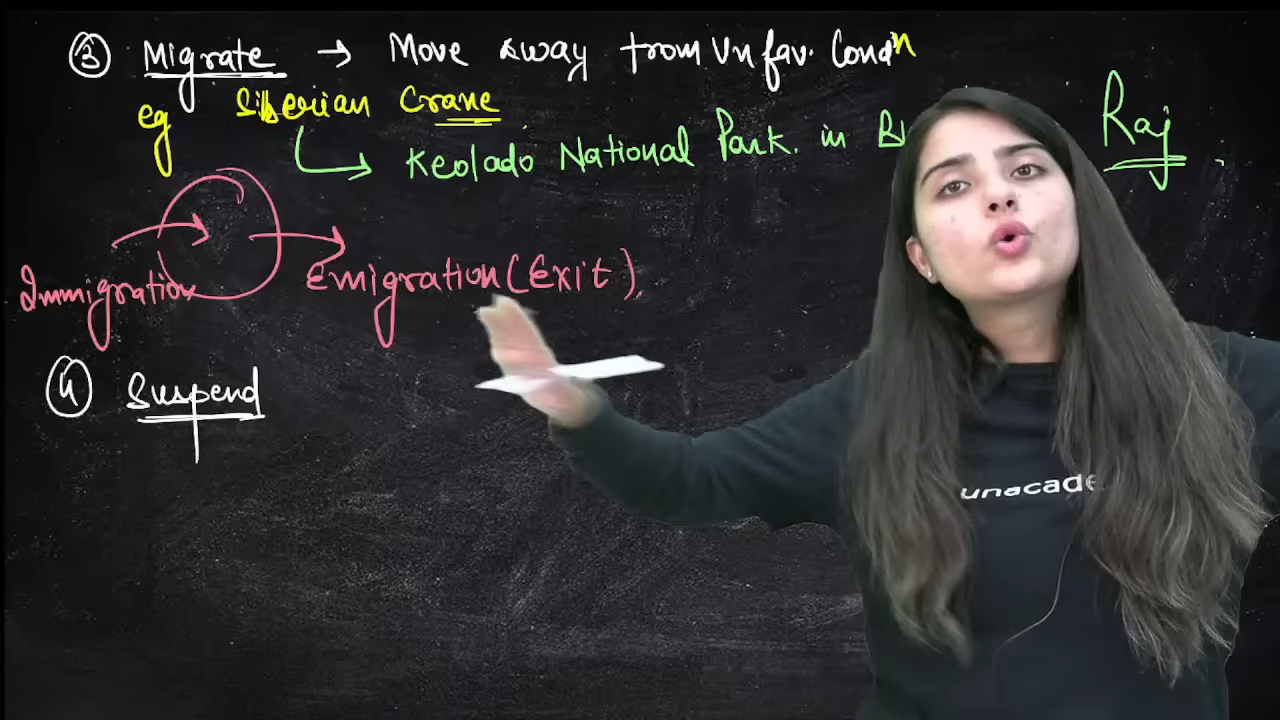 ③ Migrate → Move away from Unfav. Condn
eg Siberian Crane
Keolado National Park. in Raj
Immigration Emigration (Exit).
④ Suspend
unacade